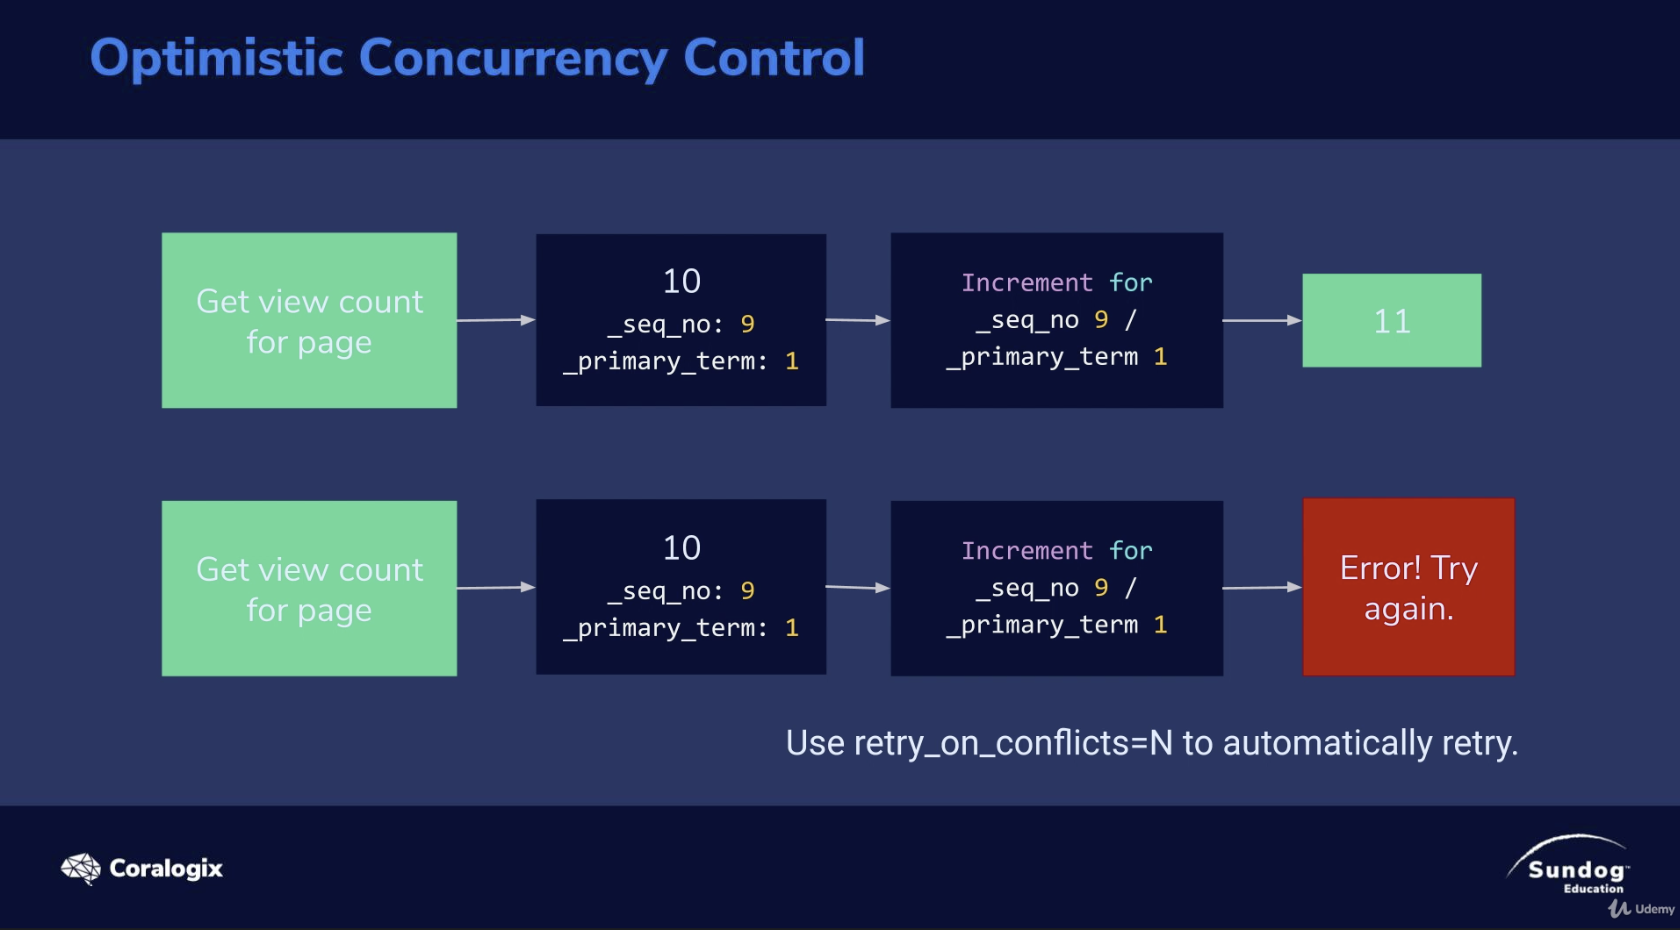 Optimistic Concurrency Control
Get view count
for page
10
_seq_no: 9
_primary_term: 1
Increment for
_seq_no 9 /
_primary_term 1
11
Get view count
for page
10
_seq_no: 9
_primary_term: 1
Increment for
_seq_no 9 /
_primary_term 1
Error! Try
again.
Use retry_on_conflicts=N to automatically retry.
Coralogix
Sundog™
Education
Udemy